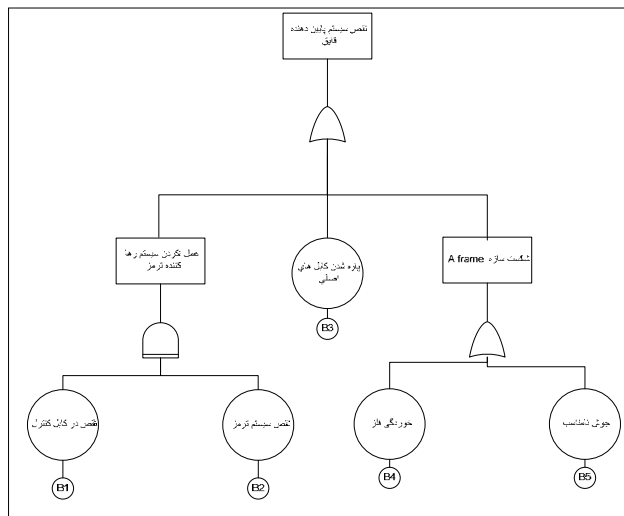 نقص سیستم پایین دهنده
قایق
عمل نکردن سیستم رها
کننده ترمز
پاره شدن کابل های
اصلی
شکست سازه A frame
B3
نقص در کابل کنترل
نقص سیستم ترمز
خوردگی فلز
جوش نامناسب
B1
B2
B4
B5